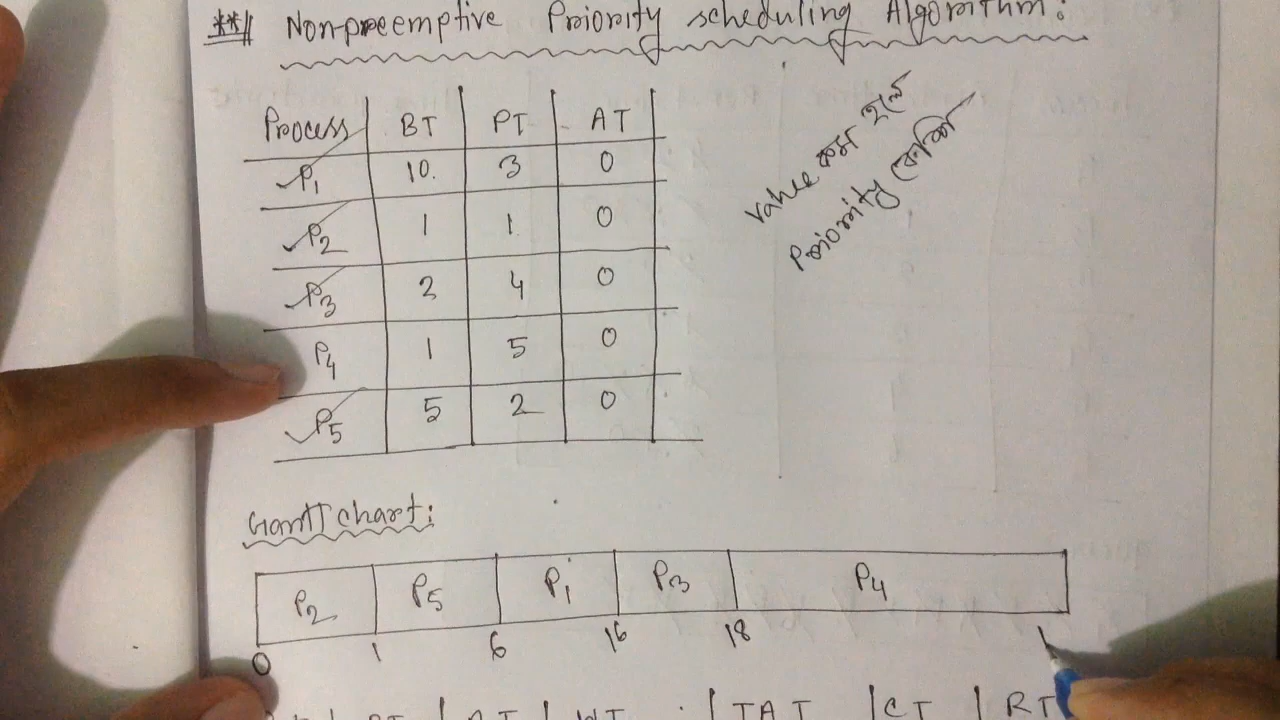 **// Non-preemptive Priority scheduling Algorithm:
Process BT PT AT
P1 10. 3 0
P2 1 1 0
P3 2 4 0
P4 1 5 0
P5 5 2 0
value কম হলে
Priority বেশি
Gantt chart:
P2 P5 P1 P3 P4
0 1 6 16 18
WT TAT CT RT